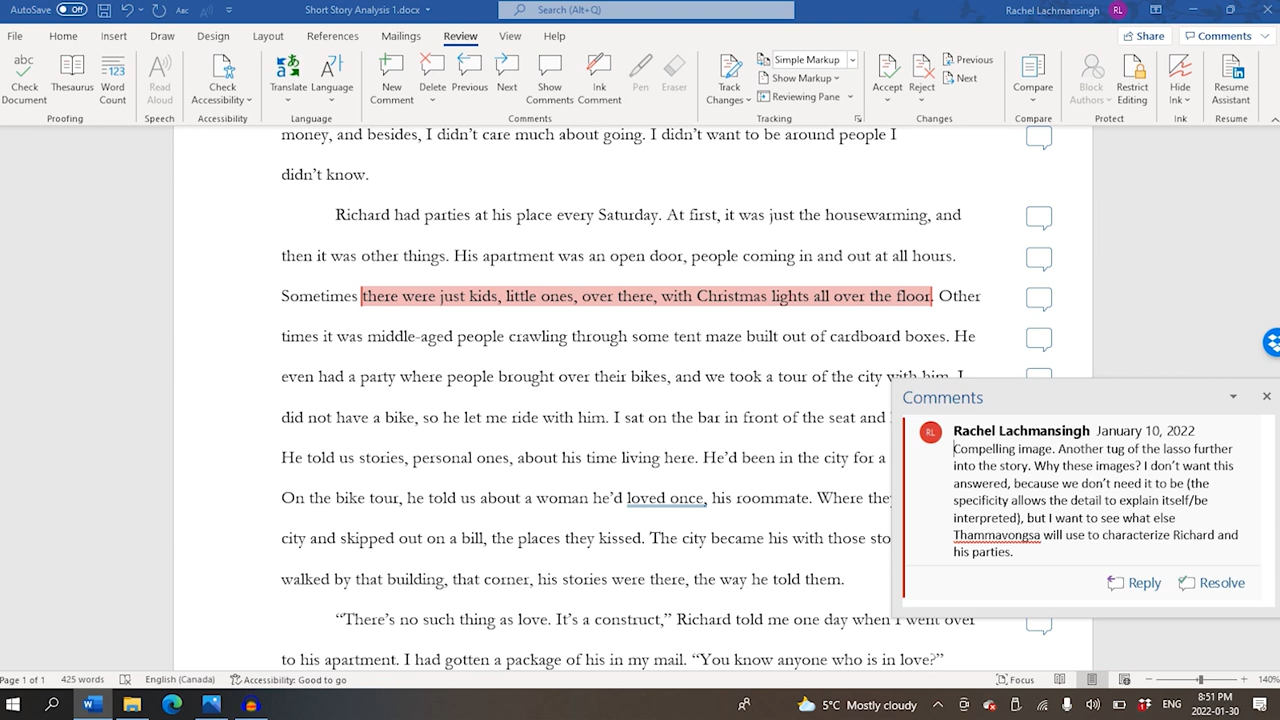 AutoSave Off Short Story Analysis 1.docx Search (Alt+Q) Rachel Lachmansingh RL
File Home Insert Draw Design Layout References Mailings Review View Help Share Comments
abc Check Document Thesaurus 123 Word Count Read Aloud Check Accessibility Translate Language New Comment Delete Previous Next Show Comments Ink Comment Pen Eraser Track Changes Simple Markup Show Markup Reviewing Pane Accept Reject Previous Next Compare Block Authors Restrict Editing Hide Ink Resume Assistant
Proofing Speech Accessibility Language Comments Tracking Changes Compare Protect Ink Resume
money, and besides, I didn’t care much about going. I didn’t want to be around people I
didn’t know.
Richard had parties at his place every Saturday. At first, it was just the housewarming, and
then it was other things. His apartment was an open door, people coming in and out at all hours.
Sometimes there were just kids, little ones, over there, with Christmas lights all over the floor. Other
times it was middle-aged people crawling through some tent maze built out of cardboard boxes. He
even had a party where people brought over their bikes, and we took a tour of the city with him. I
did not have a bike, so he let me ride with him. I sat on the bar in front of the seat and
He told us stories, personal ones, about his time living here. He’d been in the city for a
On the bike tour, he told us about a woman he’d loved once, his roommate. Where they
city and skipped out on a bill, the places they kissed. The city became his with those sto
walked by that building, that corner, his stories were there, the way he told them.
“There’s no such thing as love. It’s a construct,” Richard told me one day when I went over
to his apartment. I had gotten a package of his in my mail. “You know anyone who is in love?”
Comments
RL Rachel Lachmansingh January 10, 2022
Compelling image. Another tug of the lasso further
into the story. Why these images? I don’t want this
answered, because we don’t need it to be (the
specificity allows the detail to explain itself/be
interpreted), but I want to see what else
Thammavongsa will use to characterize Richard and
his parties.
Reply Resolve
Page 1 of 1 425 words English (Canada) Accessibility: Good to go Focus 140%
5°C Mostly cloudy ENG 8:51 PM
2022-01-30